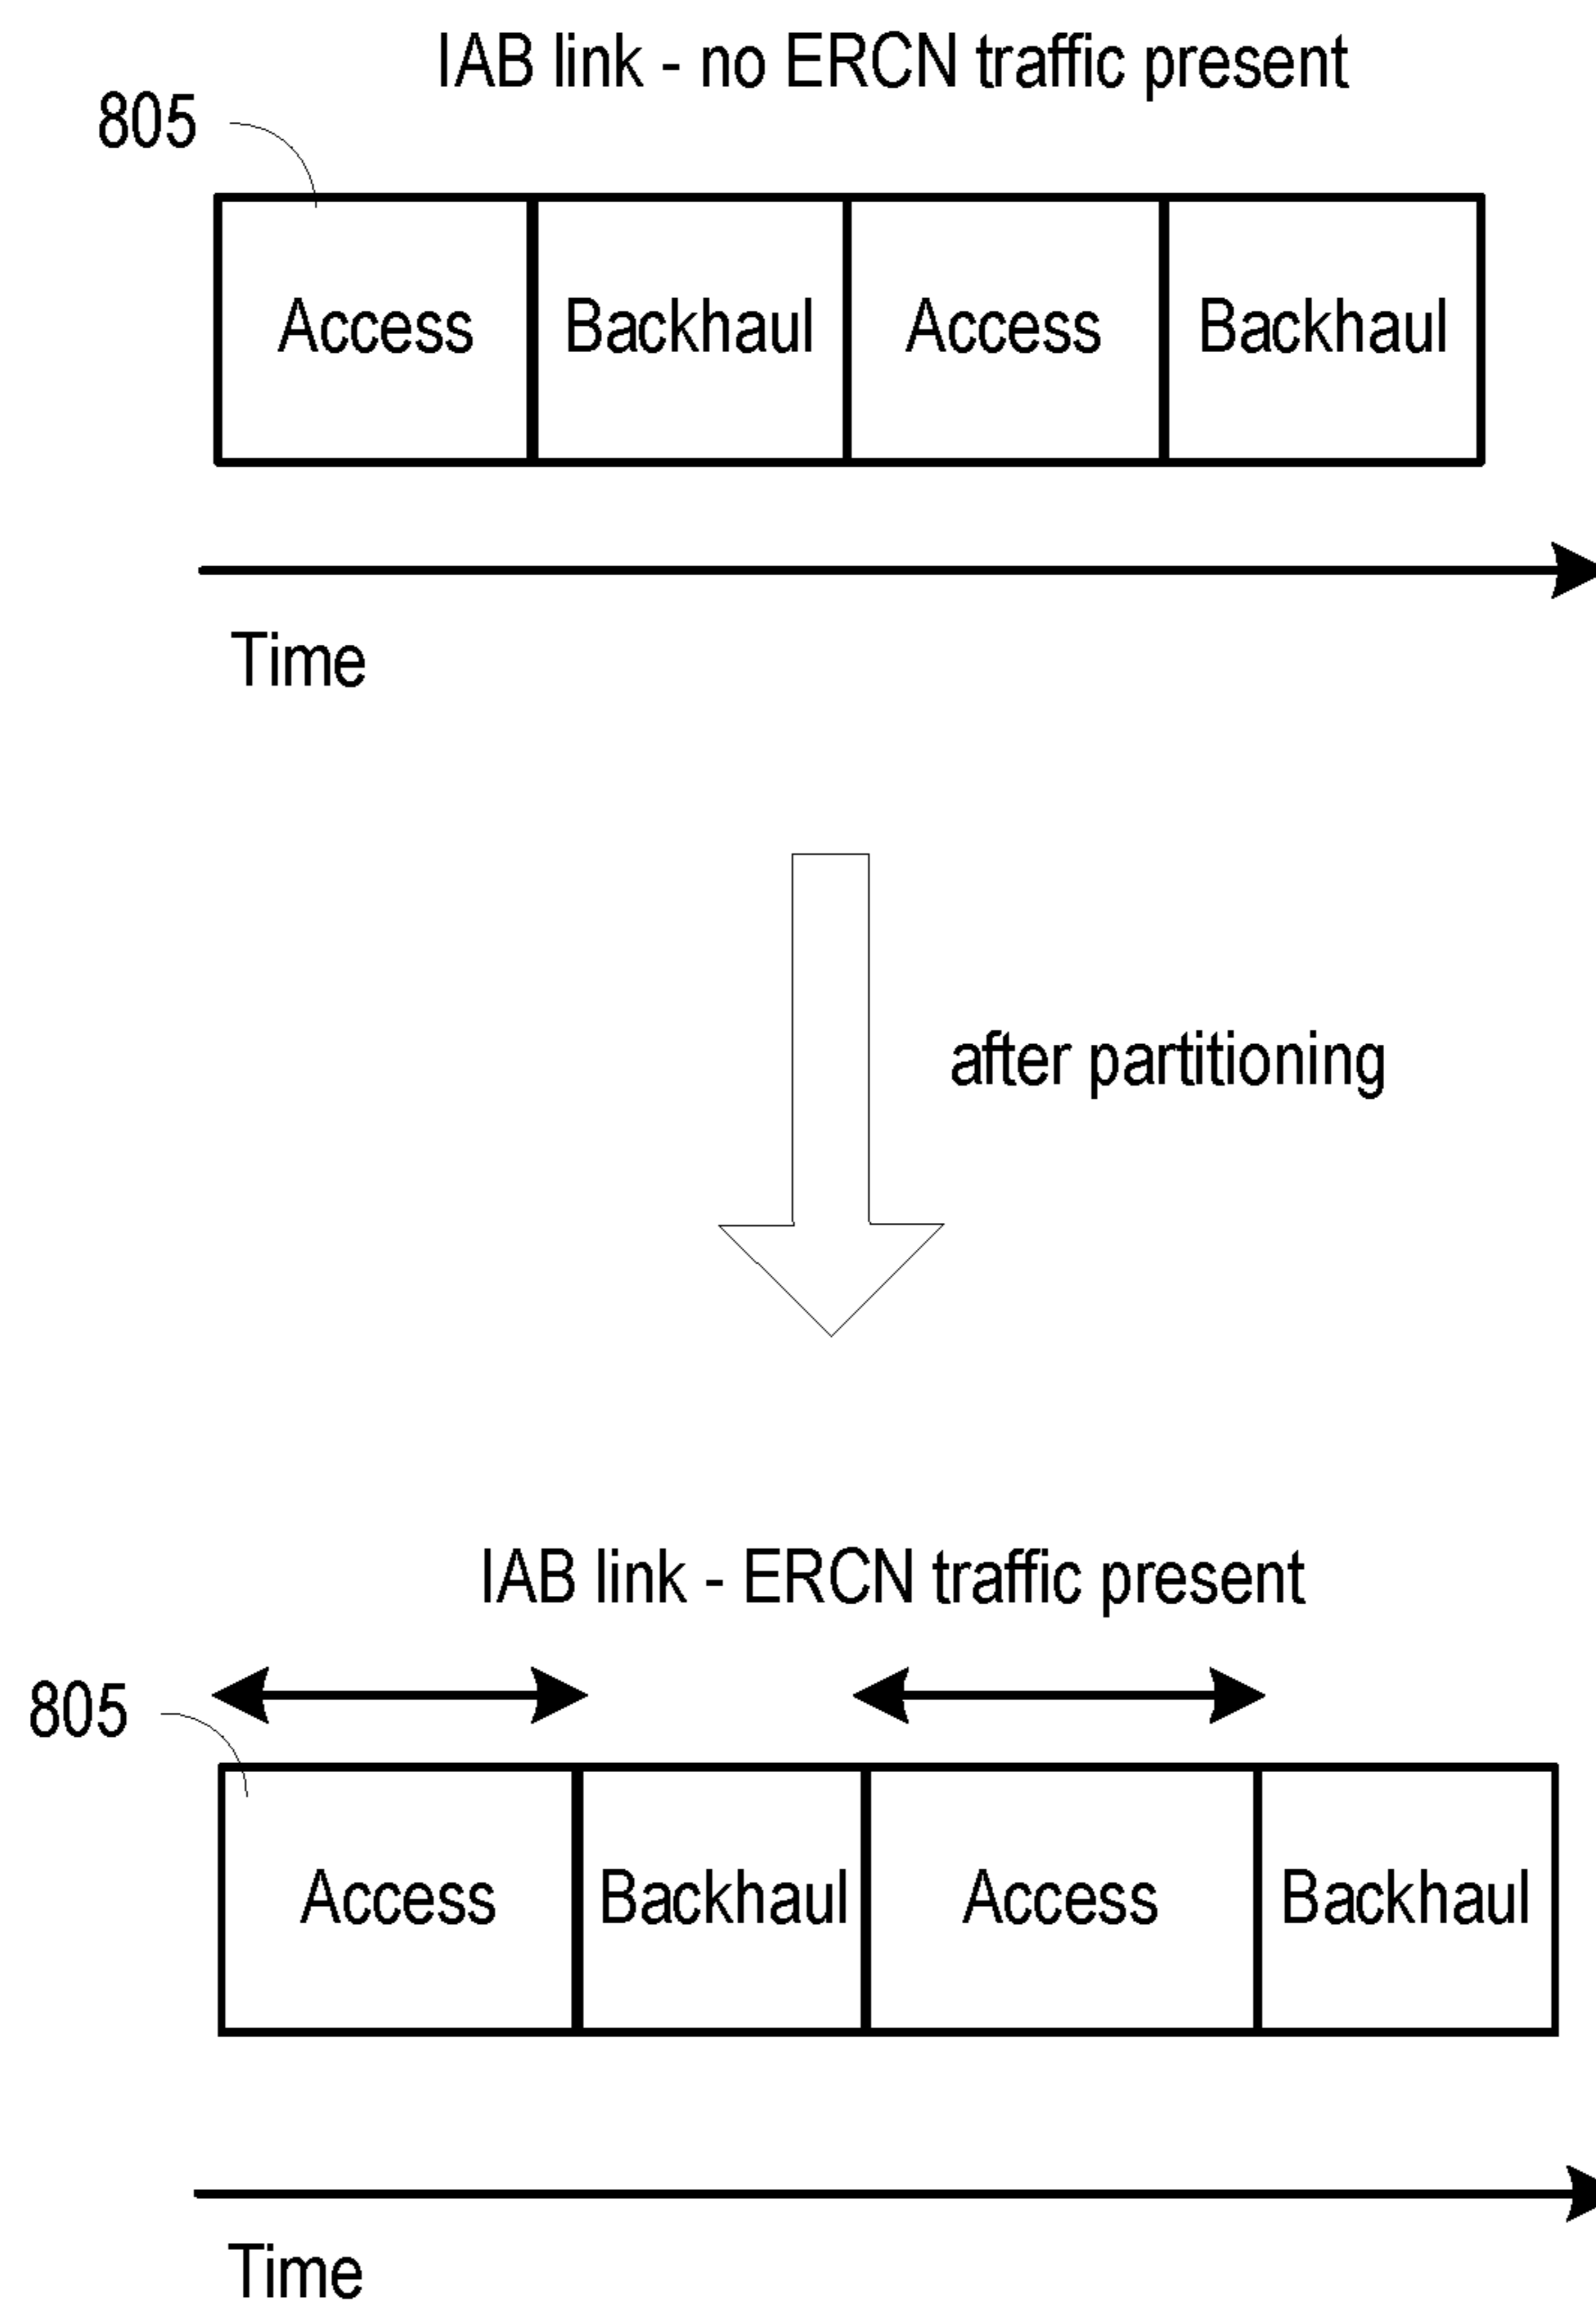 IAB link - no ERCN traffic present
805
Access Backhaul Access Backhaul
Time
after partitioning
IAB link - ERCN traffic present
805
Access Backhaul Access Backhaul
Time